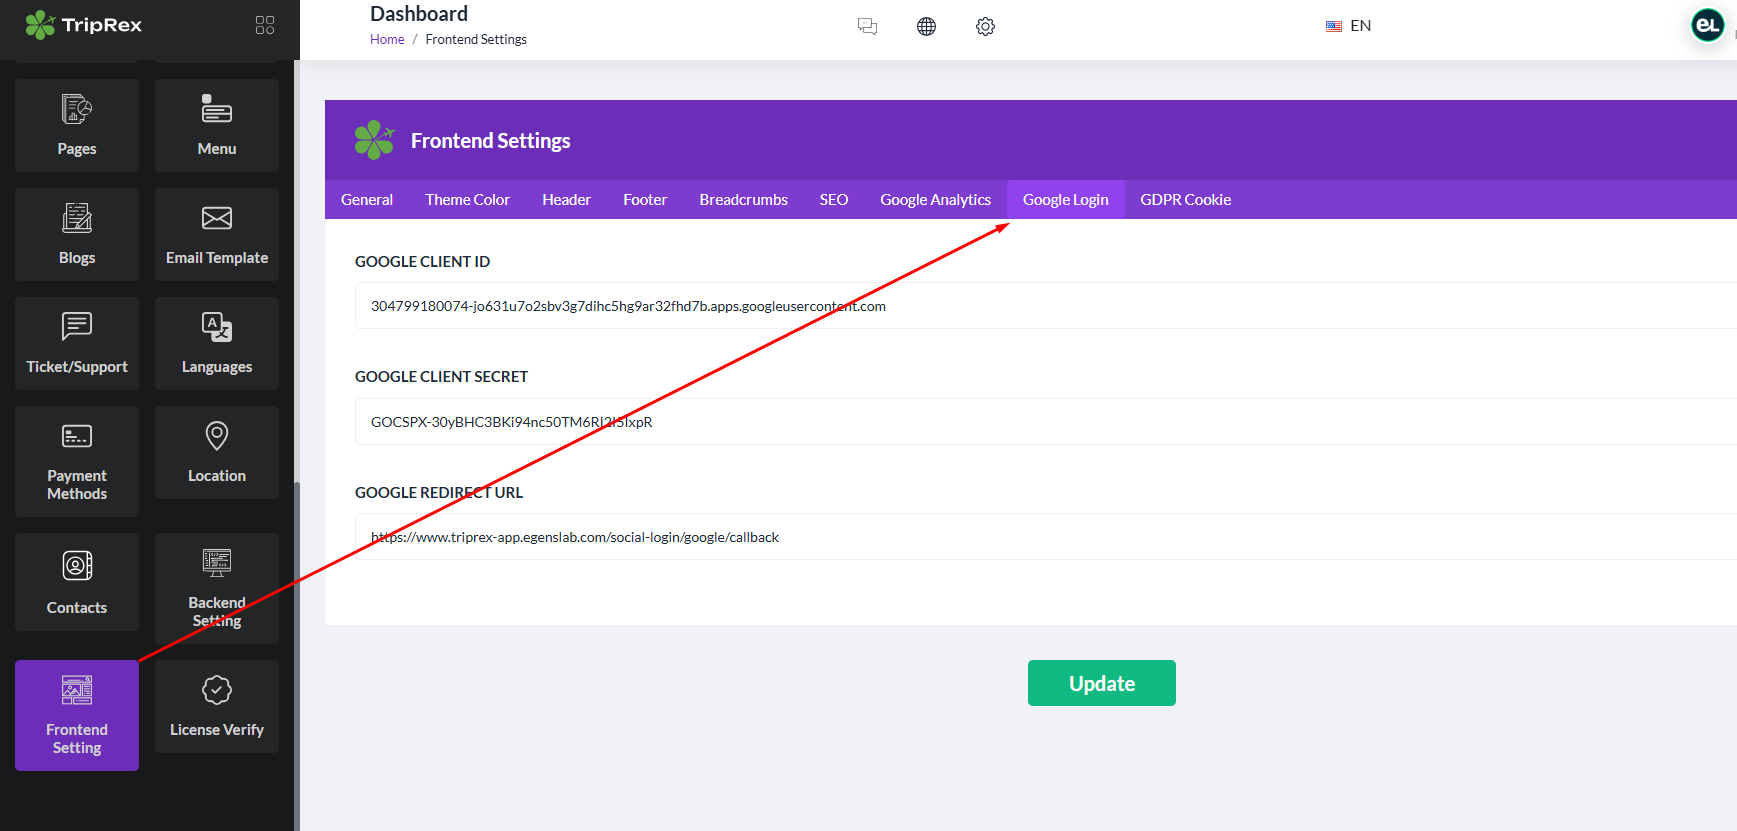 TripRex
Dashboard
Home / Frontend Settings
EN
eL
Pages
Menu
Blogs
Email Template
Ticket/Support
Languages
Payment
Methods
Location
Contacts
Backend
Setting
Frontend
Setting
License Verify
Frontend Settings
General Theme Color Header Footer Breadcrumbs SEO Google Analytics Google Login GDPR Cookie
GOOGLE CLIENT ID
304799180074-jo631u7o2sbv3g7dihc5hg9ar32fhd7b.apps.googleusercontent.com
GOOGLE CLIENT SECRET
GOOGLE REDIRECT URL
https://www.triprex-app.egenslab.com/social-login/google/callback
Update